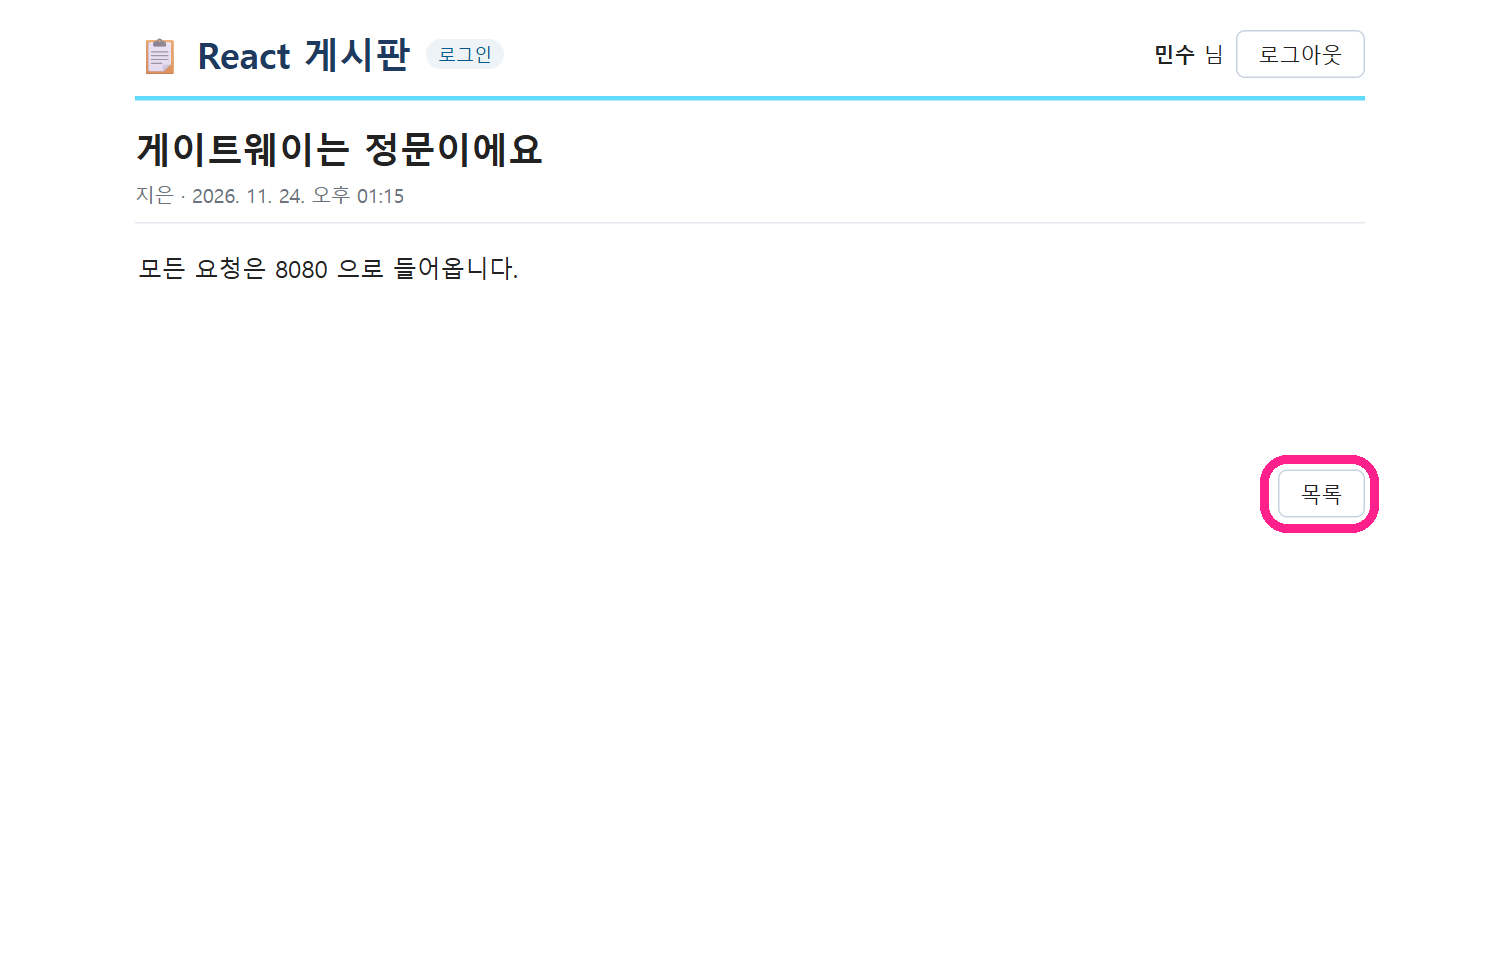 React 게시판 로그인 민수 님 로그아웃
게이트웨이는 정문이에요
지은 · 2026. 11. 24. 오후 01:15
모든 요청은 8080 으로 들어옵니다.
목록